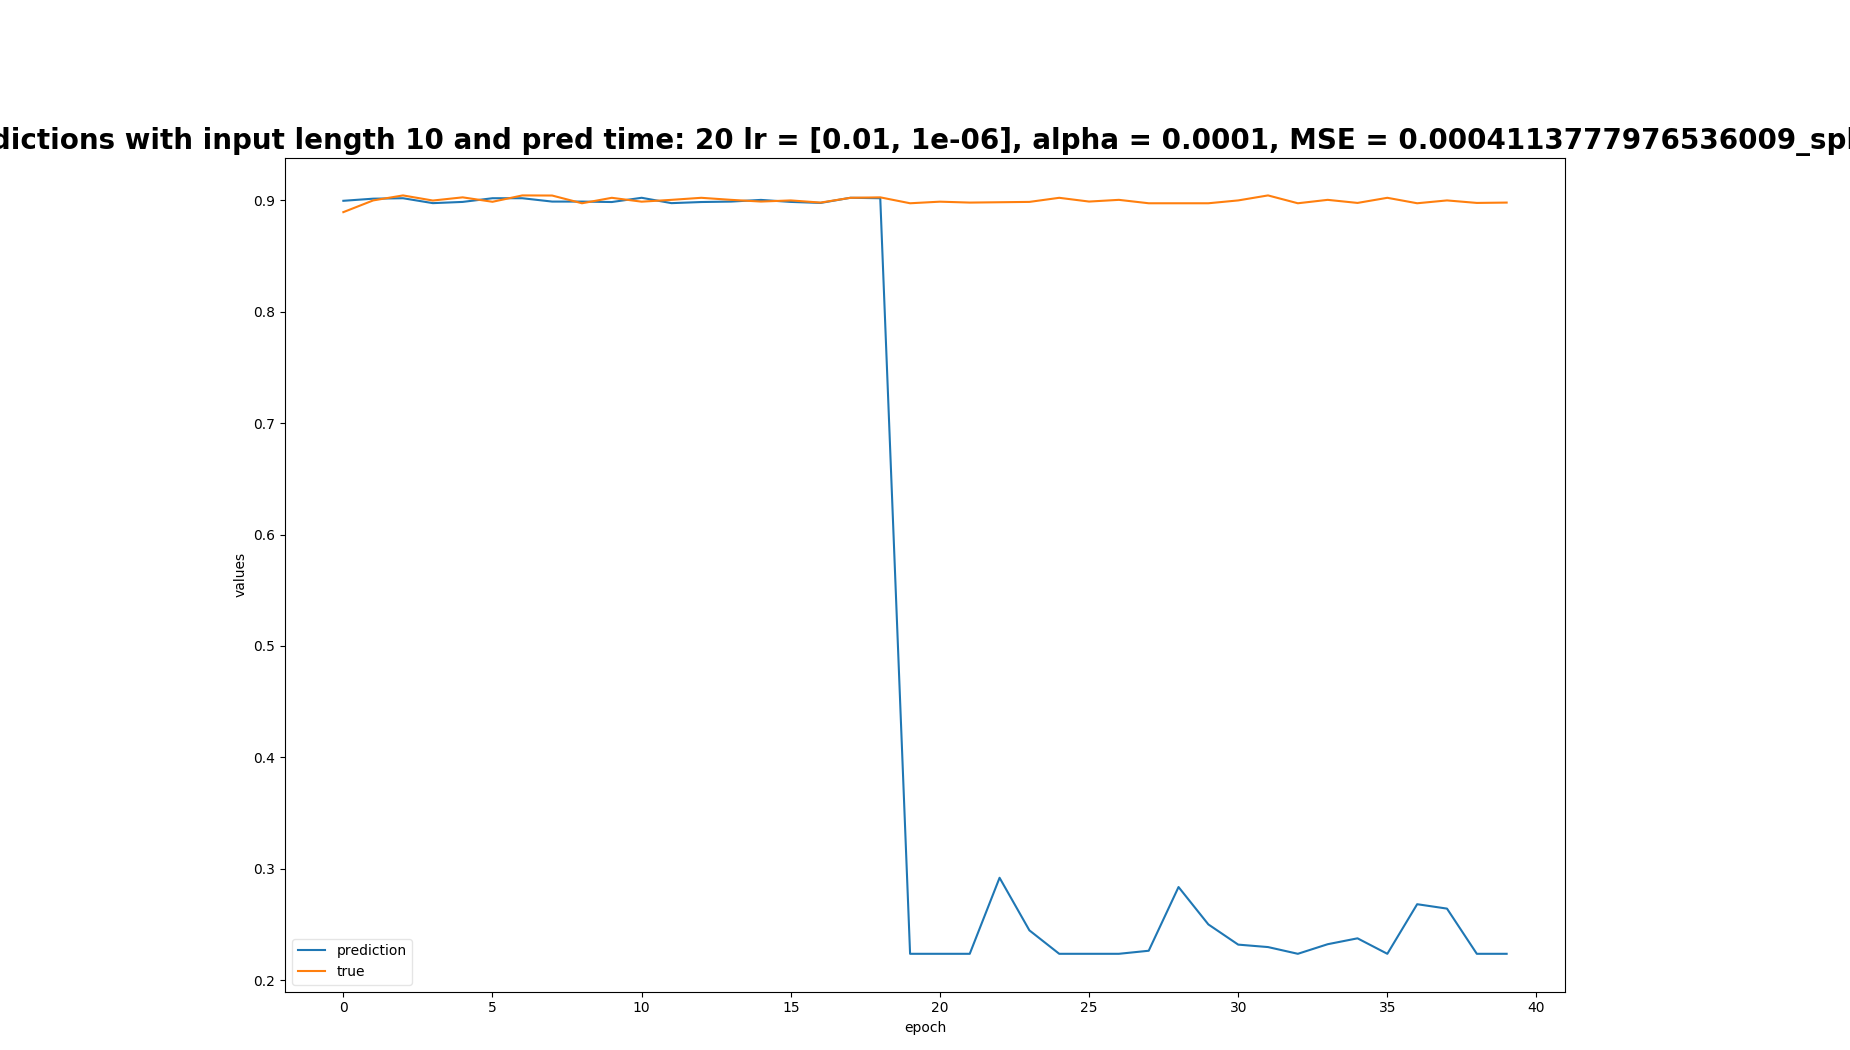 dictions with input length 10 and pred time: 20 lr = [0.01, 1e-06], alpha = 0.0001, MSE = 0.0004113777976536009_spl
0.9
0.8
0.7
0.6
0.5
0.4
0.3
0.2
values
prediction
true
0 5 10 15 20 25 30 35 40
epoch